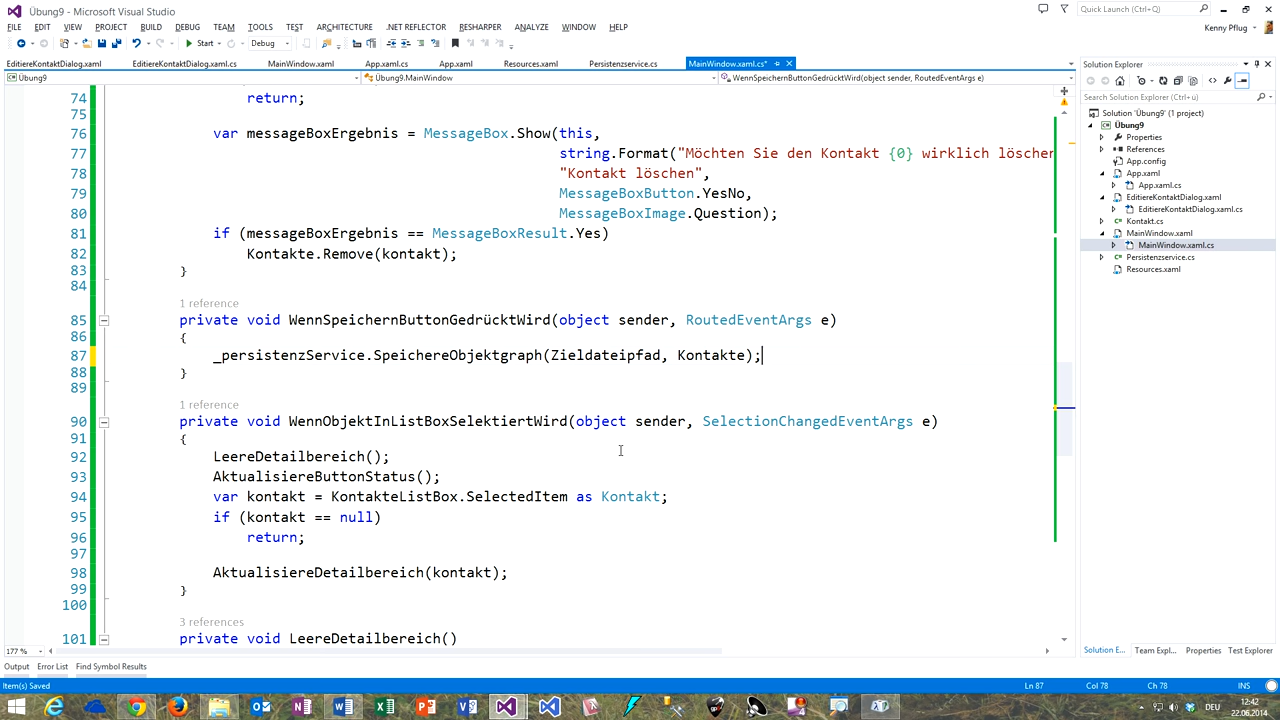 Übung9 - Microsoft Visual Studio
Quick Launch (Ctrl+Q)
FILE EDIT VIEW PROJECT BUILD DEBUG TEAM TOOLS TEST ARCHITECTURE .NET REFLECTOR RESHARPER ANALYZE WINDOW HELP
Kenny Pflug
Start
Debug
EditiereKontaktDialog.xaml EditiereKontaktDialog.xaml.cs MainWindow.xaml App.xaml.cs App.xaml Resources.xaml Persistenzservice.cs MainWindow.xaml.cs*
Übung9 Übung9.MainWindow WennSpeichernButtonGedrücktWird(object sender, RoutedEventArgs e)
74 return;
75
76 var messageBoxErgebnis = MessageBox.Show(this,
77 string.Format("Möchten Sie den Kontakt {0} wirklich löschen
78 "Kontakt löschen",
79 MessageBoxButton.YesNo,
80 MessageBoxImage.Question);
81 if (messageBoxErgebnis == MessageBoxResult.Yes)
82 Kontakte.Remove(kontakt);
83 }
84
1 reference
85 private void WennSpeichernButtonGedrücktWird(object sender, RoutedEventArgs e)
86 {
87 _persistenzService.SpeichereObjektgraph(Zieldateipfad, Kontakte);
88 }
89
1 reference
90 private void WennObjektInListBoxSelektiertWird(object sender, SelectionChangedEventArgs e)
91 {
92 LeereDetailbereich();
93 AktualisiereButtonStatus();
94 var kontakt = KontakteListBox.SelectedItem as Kontakt;
95 if (kontakt == null)
96 return;
97
98 AktualisiereDetailbereich(kontakt);
99 }
100
3 references
101 private void LeereDetailbereich()
177 %
Solution Explorer
Search Solution Explorer (Ctrl+ü)
Solution 'Übung9' (1 project)
Übung9
Properties
References
App.config
App.xaml
App.xaml.cs
EditiereKontaktDialog.xaml
EditiereKontaktDialog.xaml.cs
Kontakt.cs
MainWindow.xaml
MainWindow.xaml.cs
Persistenzservice.cs
Resources.xaml
Solution E... Team Expl... Properties Test Explorer
Output Error List Find Symbol Results
Item(s) Saved Ln 87 Col 78 Ch 78 INS
12:42
22.06.2014